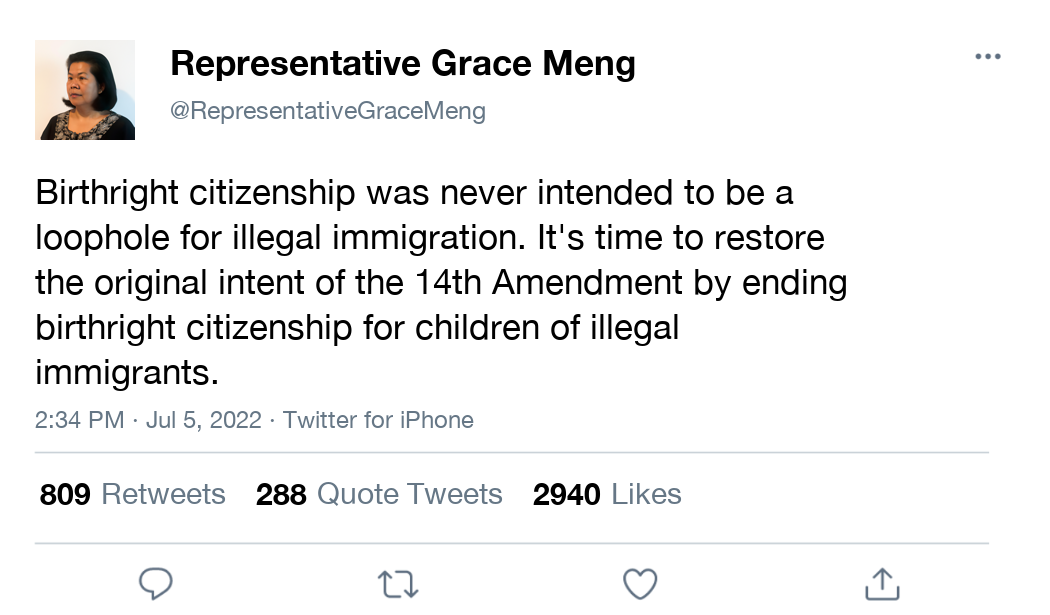 Representative Grace Meng
@RepresentativeGraceMeng
Birthright citizenship was never intended to be a
loophole for illegal immigration. It's time to restore
the original intent of the 14th Amendment by ending
birthright citizenship for children of illegal
immigrants.
2:34 PM · Jul 5, 2022 · Twitter for iPhone
809 Retweets 288 Quote Tweets 2940 Likes